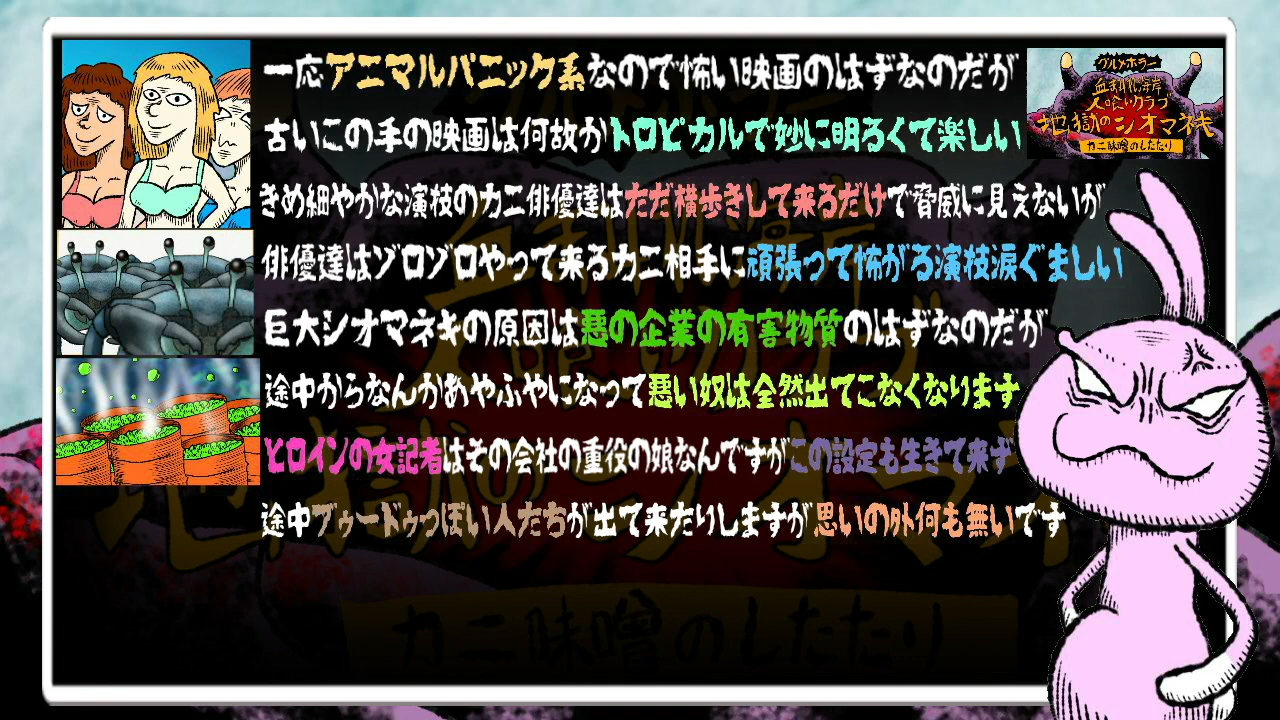 一応アニマルパニック系なので怖い映画のはずなのだが
古いこの手の映画は何故かトロピカルで妙に明るくて楽しい
きめ細やかな演技のカニ俳優達はただ横歩きして来るだけで脅威に見えないが
俳優達はゾロゾロやって来るカニ相手に頑張って怖がる演技涙ぐましい
巨大シオマネキの原因は悪の企業の有害物質のはずなのだが
途中からなんかあやふやになって悪い奴は全然出てこなくなります
ヒロインの女記者はその会社の重役の娘なんですがこの設定も生きて来ず
途中ブゥードゥっぽい人たちが出て来たりしますが思いの外何も無いです
グルメホラー
血まみれ海岸
人喰いクラブ
地獄のシオマネキ
カニ味噌のしたたり